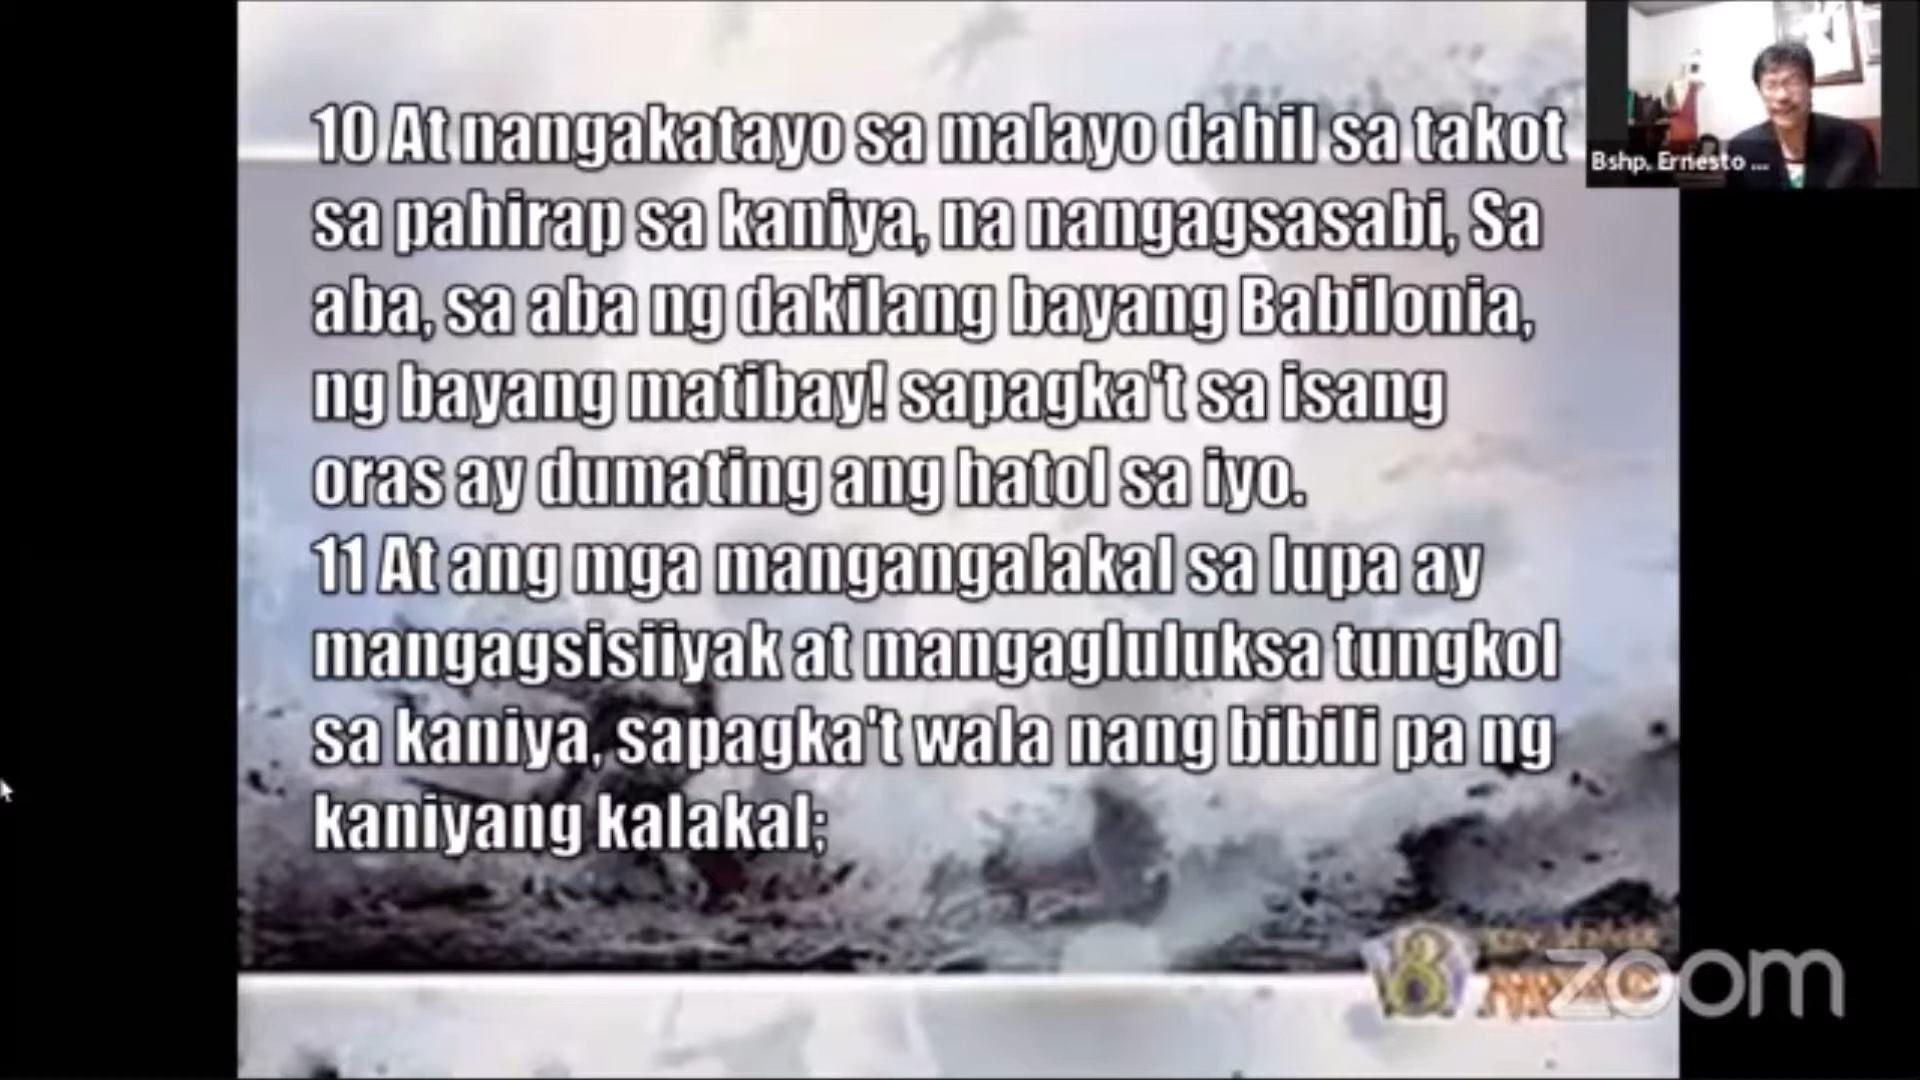 10 At nangakatayo sa malayo dahil sa takot
sa pahirap sa kaniya, na nangagsasabi, Sa
aba, sa aba ng dakilang bayang Babilonia,
ng bayang matibay! sapagka't sa isang
oras ay dumating ang hatol sa iyo.
11 At ang mga mangangalakal sa lupa ay
mangagsisiiyak at mangagluluksa tungkol
sa kaniya, sapagka't wala nang bibili pa ng
kaniyang kalakal;
Bshp. Ernesto ...
zoom